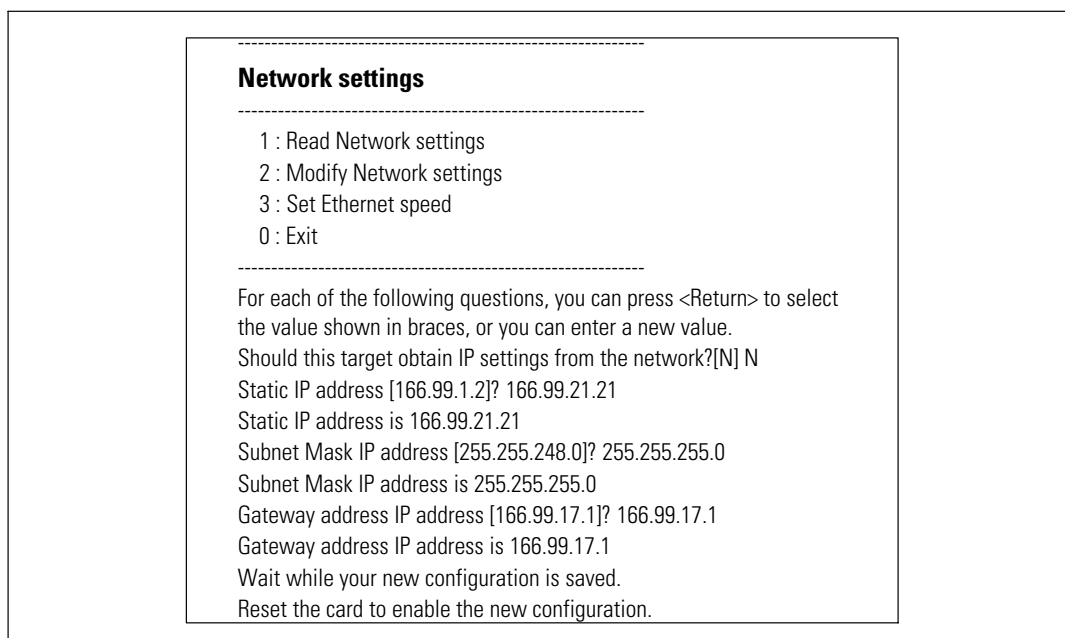 -------------------------------------------------------------
Network settings
-------------------------------------------------------------
1 : Read Network settings
2 : Modify Network settings
3 : Set Ethernet speed
0 : Exit
-------------------------------------------------------------
For each of the following questions, you can press <Return> to select
the value shown in braces, or you can enter a new value.
Should this target obtain IP settings from the network?[N] N
Static IP address [166.99.1.2]? 166.99.21.21
Static IP address is 166.99.21.21
Subnet Mask IP address [255.255.248.0]? 255.255.255.0
Subnet Mask IP address is 255.255.255.0
Gateway address IP address [166.99.17.1]? 166.99.17.1
Gateway address IP address is 166.99.17.1
Wait while your new configuration is saved.
Reset the card to enable the new configuration.